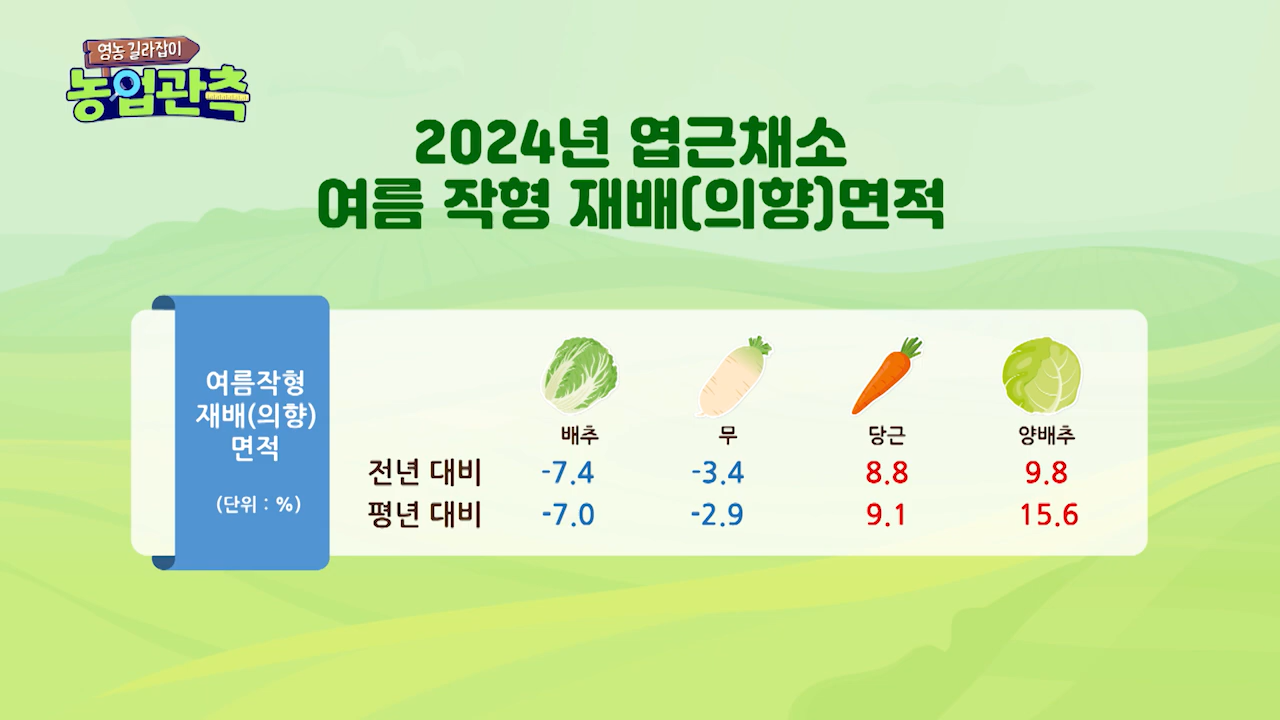 영농 길라잡이
농업관측
2024년 엽근채소
여름 작형 재배(의향)면적
여름작형
재배(의향)
면적
(단위 : %)
배추 무 당근 양배추
전년 대비 -7.4 -3.4 8.8 9.8
평년 대비 -7.0 -2.9 9.1 15.6